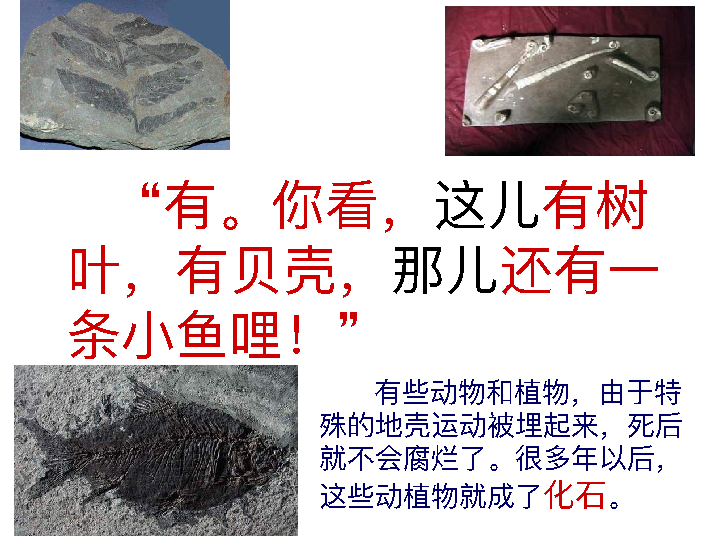 “有。你看，这儿有树
叶，有贝壳，那儿还有一
条小鱼哩！”
有些动物和植物，由于特
殊的地壳运动被埋起来，死后
就不会腐烂了。很多年以后，
这些动植物就成了化石。